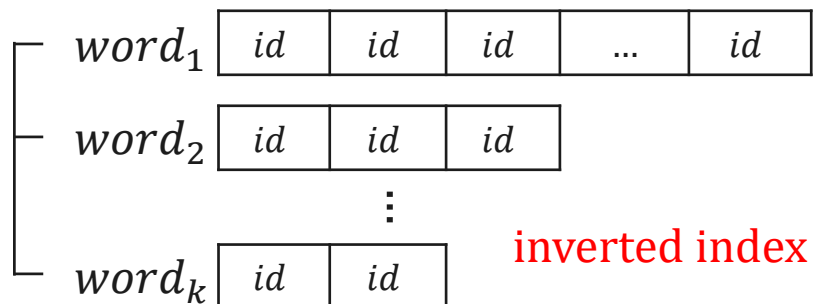 word₁ id id id ... id
word₂ id id id
⋮
inverted index
wordₖ id id